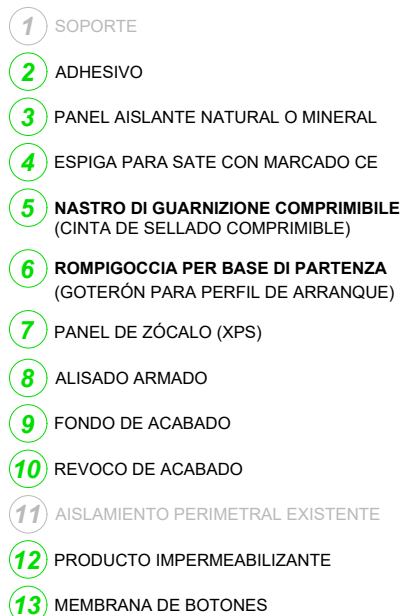 1 SOPORTE
2 ADHESIVO
3 PANEL AISLANTE NATURAL O MINERAL
4 ESPIGA PARA SATE CON MARCADO CE
5 NASTRO DI GUARNIZIONE COMPRIMIBILE
(CINTA DE SELLADO COMPRIMIBLE)
6 ROMPIGOCCIA PER BASE DI PARTENZA
(GOTERÓN PARA PERFIL DE ARRANQUE)
7 PANEL DE ZÓCALO (XPS)
8 ALISADO ARMADO
9 FONDO DE ACABADO
10 REVOCO DE ACABADO
11 AISLAMIENTO PERIMETRAL EXISTENTE
12 PRODUCTO IMPERMEABILIZANTE
13 MEMBRANA DE BOTONES